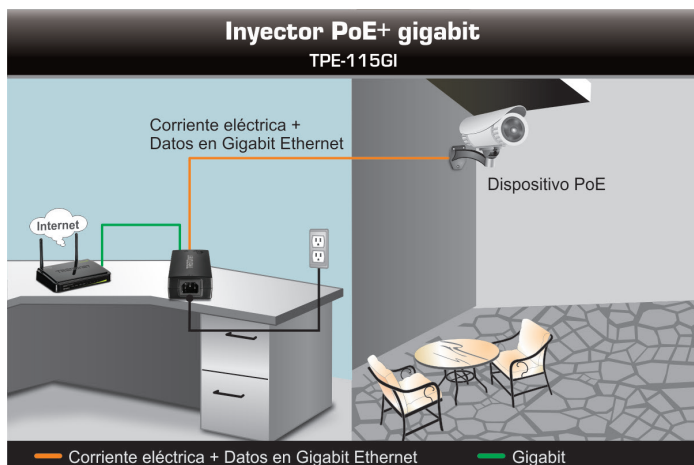 Inyector PoE+ gigabit
TPE-115GI
Corriente eléctrica +
Datos en Gigabit Ethernet
Dispositivo PoE
Internet
TRENDnet
Corriente eléctrica + Datos en Gigabit Ethernet
Gigabit